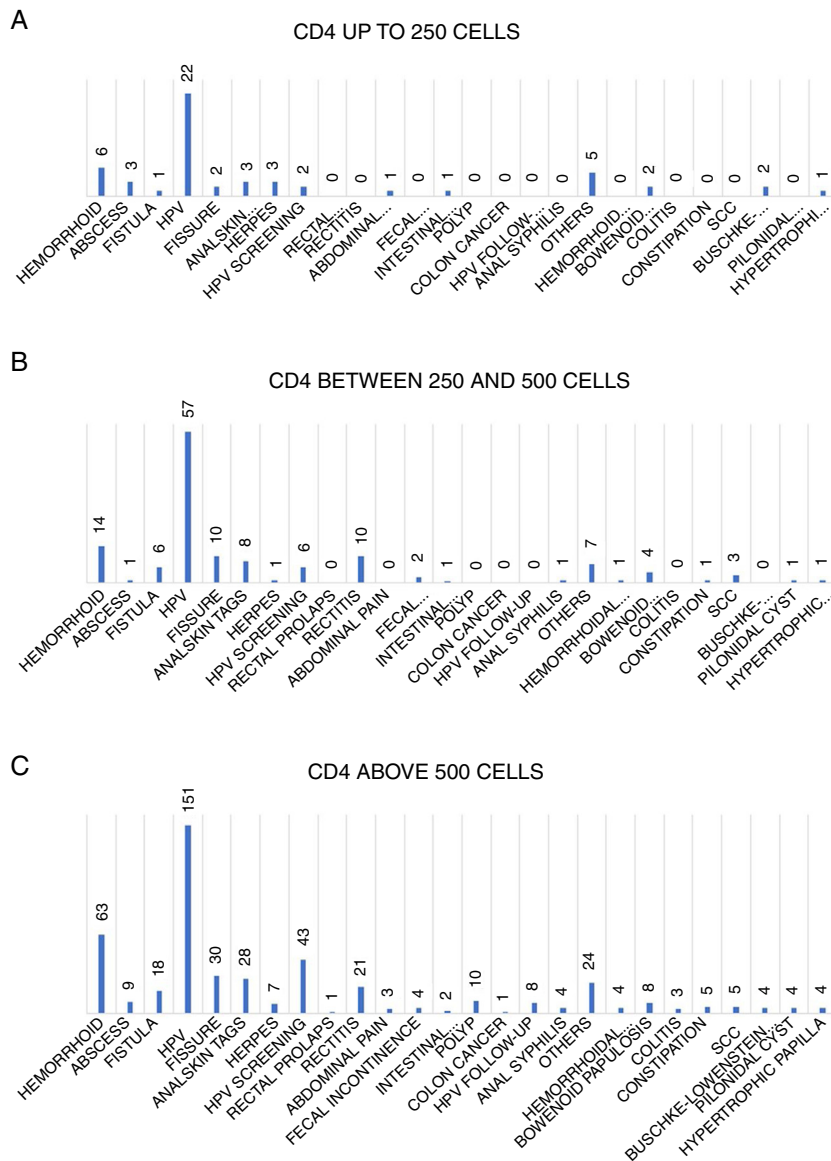 A
CD4 UP TO 250 CELLS
6 3 1 22 2 3 3 2 0 0 1 0 1 0 0 0 0 5 0 2 0 0 0 2 0 1
HEMORRHOID
ABSCESS
FISTULA
HPV
FISSURE
ANALSKIN...
HERPES
HPV SCREENING
RECTAL...
RECTITIS
ABDOMINAL...
FECAL...
INTESTINAL...
POLYP
COLON CANCER
HPV FOLLOW-...
ANAL SYPHILIS
OTHERS
HEMORRHOID...
BOWENOID...
COLITIS
CONSTIPATION
SCC
BUSCHKE-...
PILONIDAL...
HYPERTROPHI...
B
CD4 BETWEEN 250 AND 500 CELLS
14 1 6 57 10 8 1 6 0 10 0 2 1 0 0 0 1 7 1 4 0 1 3 0 1 1
HEMORRHOID
ABSCESS
FISTULA
HPV
FISSURE
ANALSKIN TAGS
HERPES
HPV SCREENING
RECTAL PROLAPS
RECTITIS
ABDOMINAL PAIN
FECAL...
INTESTINAL...
POLYP
COLON CANCER
HPV FOLLOW-UP
ANAL SYPHILIS
OTHERS
HEMORRHOIDAL...
BOWENOID...
COLITIS
CONSTIPATION
SCC
BUSCHKE-...
PILONIDAL CYST
HYPERTROPHIC...
C
CD4 ABOVE 500 CELLS
63 9 18 151 30 28 7 43 1 21 3 4 2 10 1 8 4 24 4 8 3 5 5 4 4 4
HEMORRHOID
ABSCESS
FISTULA
HPV
FISSURE
ANALSKIN TAGS
HERPES
HPV SCREENING
RECTAL PROLAPS
RECTITIS
ABDOMINAL PAIN
FECAL INCONTINENCE
INTESTINAL...
POLYP
COLON CANCER
HPV FOLLOW-UP
ANAL SYPHILIS
OTHERS
HEMORRHOIDAL...
BOWENOID PAPULOSIS
COLITIS
CONSTIPATION
SCC
BUSCHKE-LOWENSTEIN...
PILONIDAL CYST
HYPERTROPHIC PAPILLA